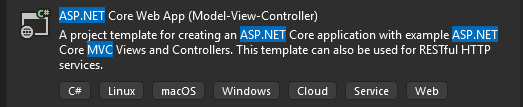 ASP.NET Core Web App (Model-View-Controller)
A project template for creating an ASP.NET Core application with example ASP.NET
Core MVC Views and Controllers. This template can also be used for RESTful HTTP
services.
C# Linux macOS Windows Cloud Service Web